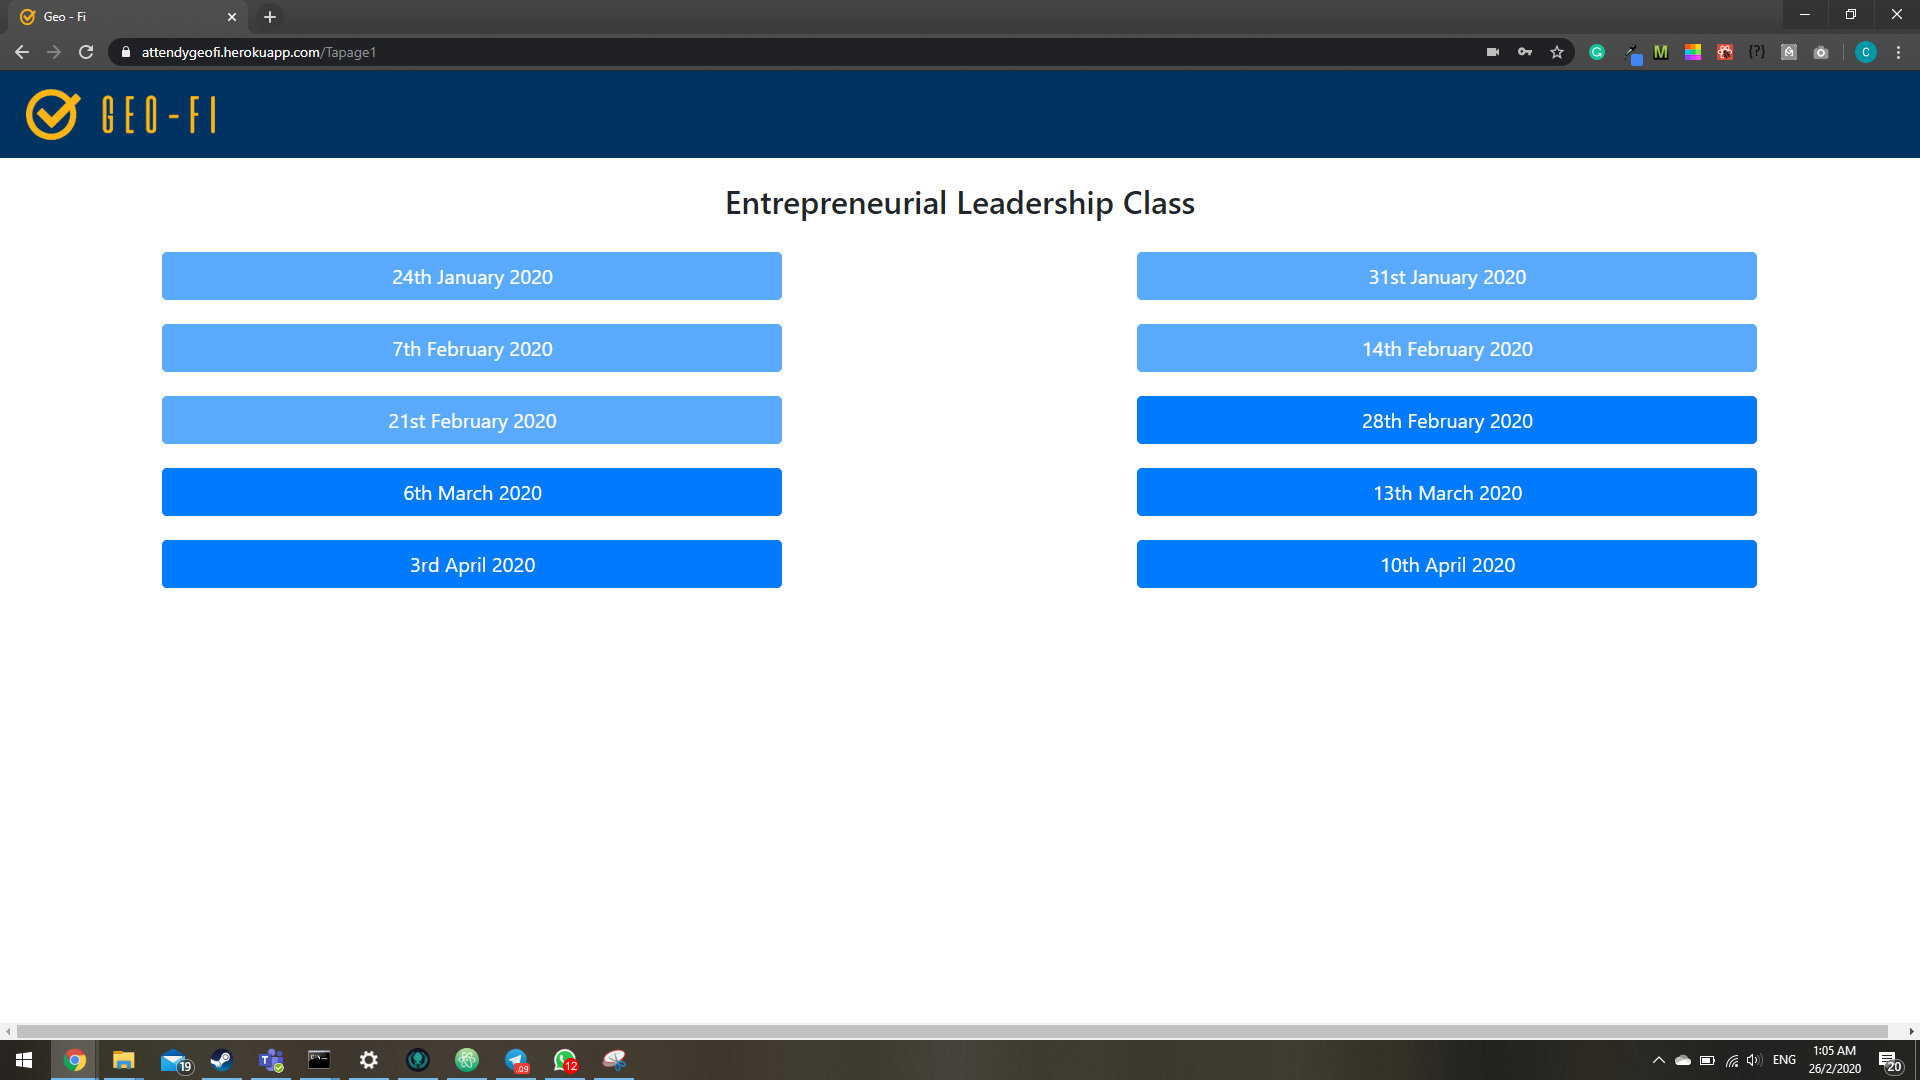 Geo - Fi
attendygeofi.herokuapp.com/Tapage1
GEO-FI
Entrepreneurial Leadership Class
24th January 2020
31st January 2020
7th February 2020
14th February 2020
21st February 2020
28th February 2020
6th March 2020
13th March 2020
3rd April 2020
10th April 2020
19
12
ENG
1:05 AM
26/2/2020
20